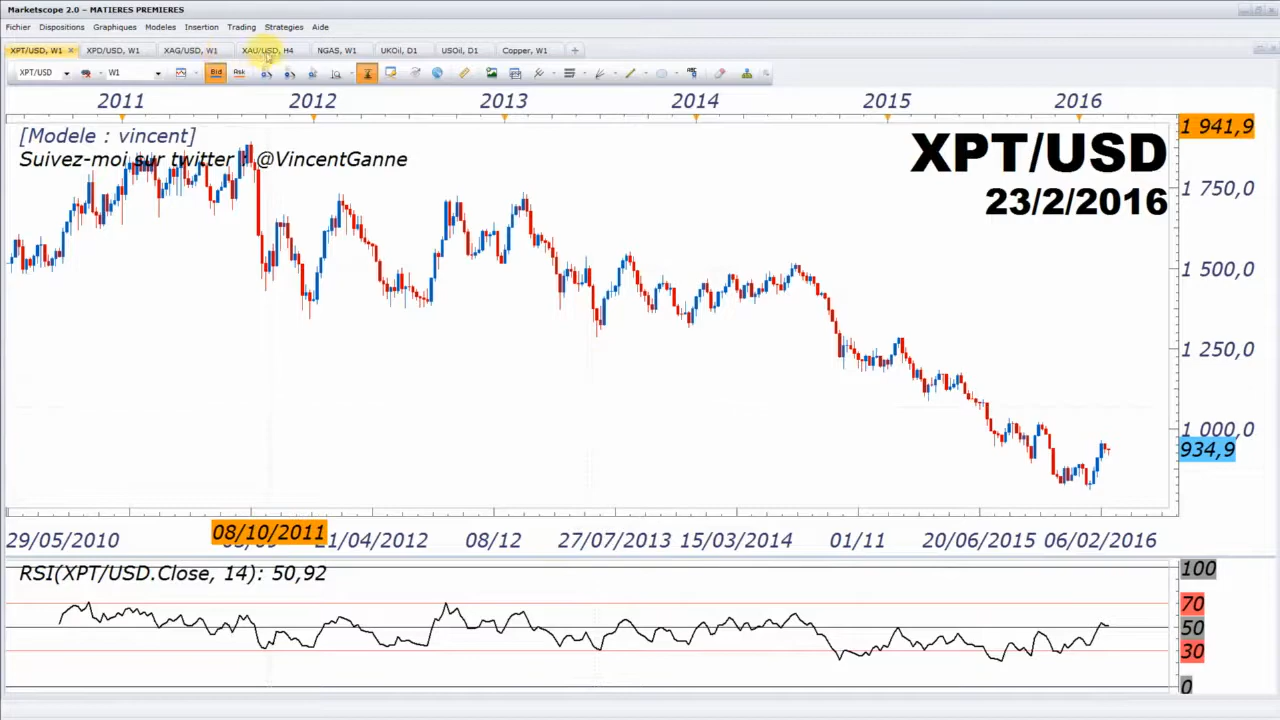 Marketscope 2.0 – MATIERES PREMIERES
Fichier Dispositions Graphiques Modeles Insertion Trading Strategies Aide
XPT/USD, W1 XPD/USD, W1 XAG/USD, W1 XAU/USD, H4 NGAS, W1 UKOil, D1 USOil, D1 Copper, W1
XPT/USD W1 Bid Ask
2011 2012 2013 2014 2015 2016
[Modele : vincent]
Suivez-moi sur twitter : @VincentGanne
XPT/USD
23/2/2016
1 941,9
1 750,0
1 500,0
1 250,0
1 000,0
934,9
08/10/2011
29/05/2010 21/04/2012 08/12 27/07/2013 15/03/2014 01/11 20/06/2015 06/02/2016
RSI(XPT/USD.Close, 14): 50,92
100
70
50
30
0